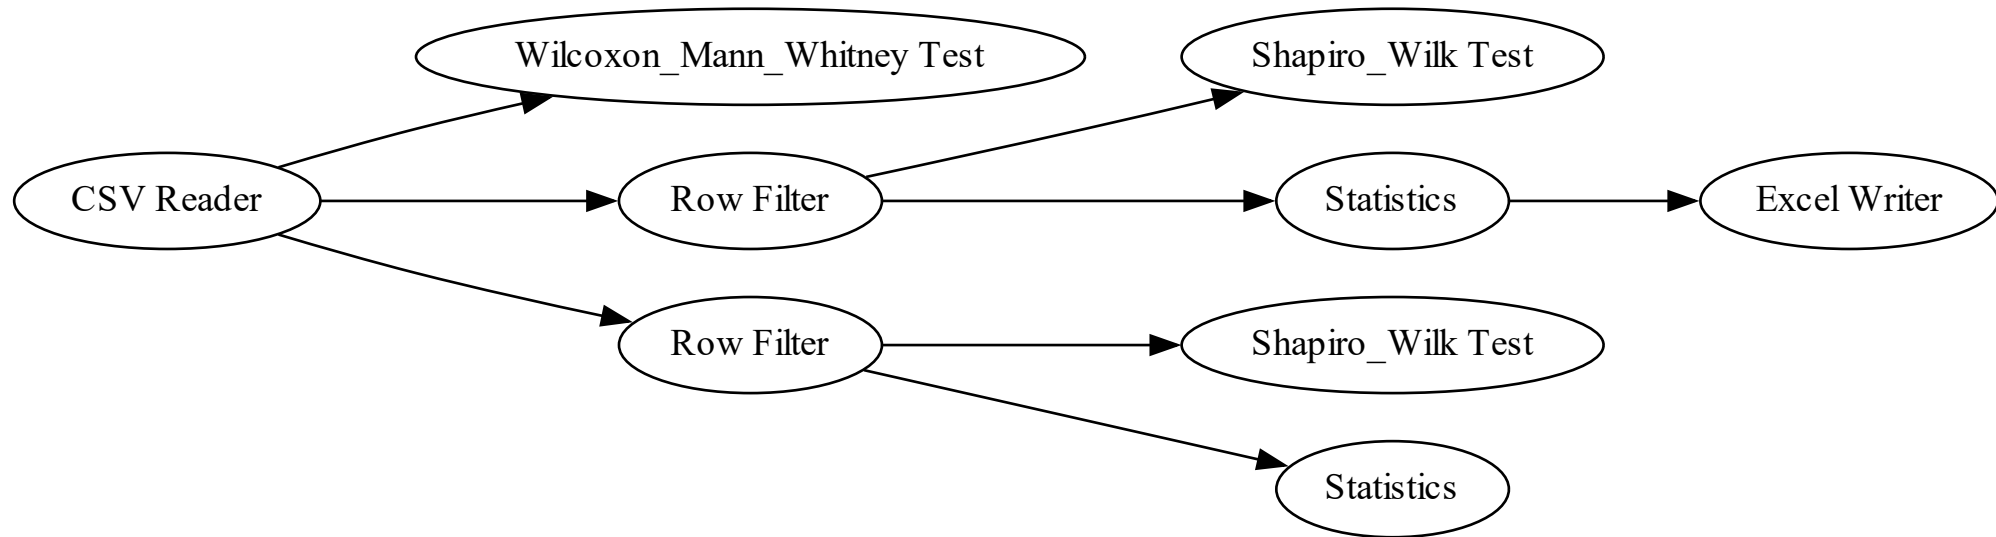 Wilcoxon_Mann_Whitney Test
Shapiro_Wilk Test
CSV Reader
Row Filter
Statistics
Excel Writer
Row Filter
Shapiro_Wilk Test
Statistics